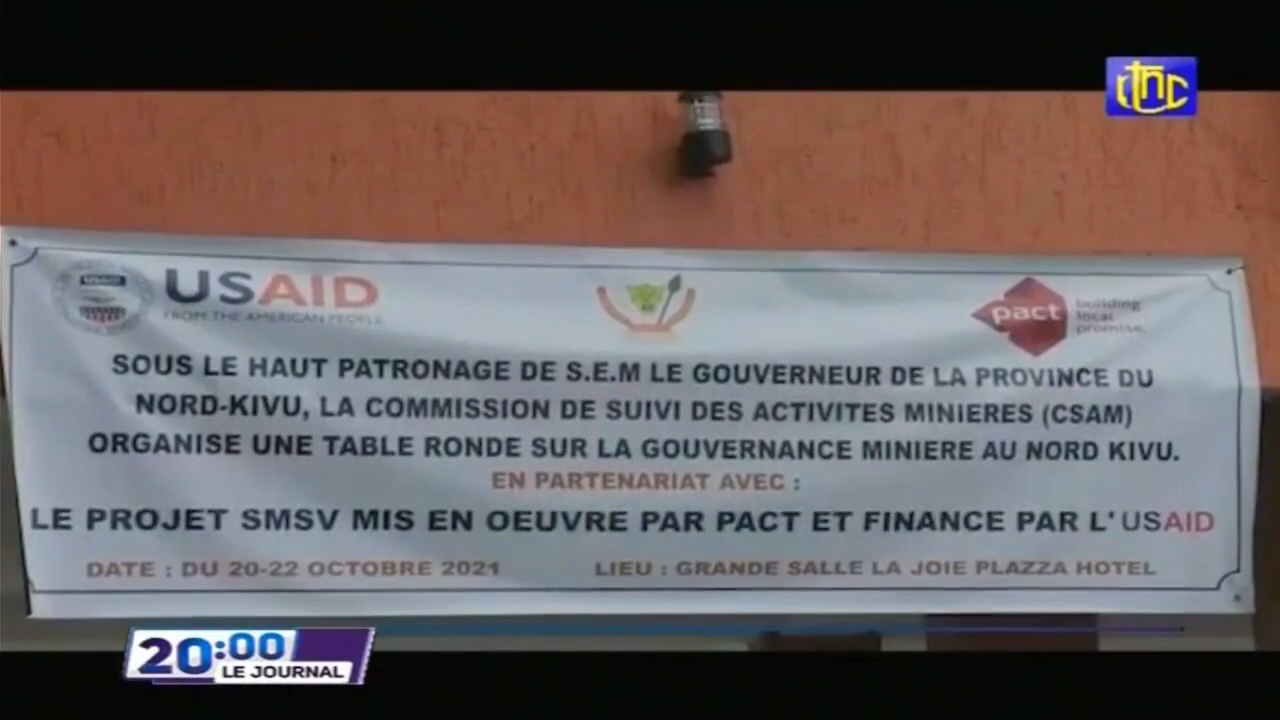 rtnc
USAID
FROM THE AMERICAN PEOPLE
pact
building
local
promise.
SOUS LE HAUT PATRONAGE DE S.E.M LE GOUVERNEUR DE LA PROVINCE DU
NORD-KIVU, LA COMMISSION DE SUIVI DES ACTIVITES MINIERES (CSAM)
ORGANISE UNE TABLE RONDE SUR LA GOUVERNANCE MINIERE AU NORD KIVU.
EN PARTENARIAT AVEC :
LE PROJET SMSV MIS EN OEUVRE PAR PACT ET FINANCE PAR L'USAID
DATE : DU 20-22 OCTOBRE 2021 LIEU : GRANDE SALLE LA JOIE PLAZZA HOTEL
20:00
LE JOURNAL